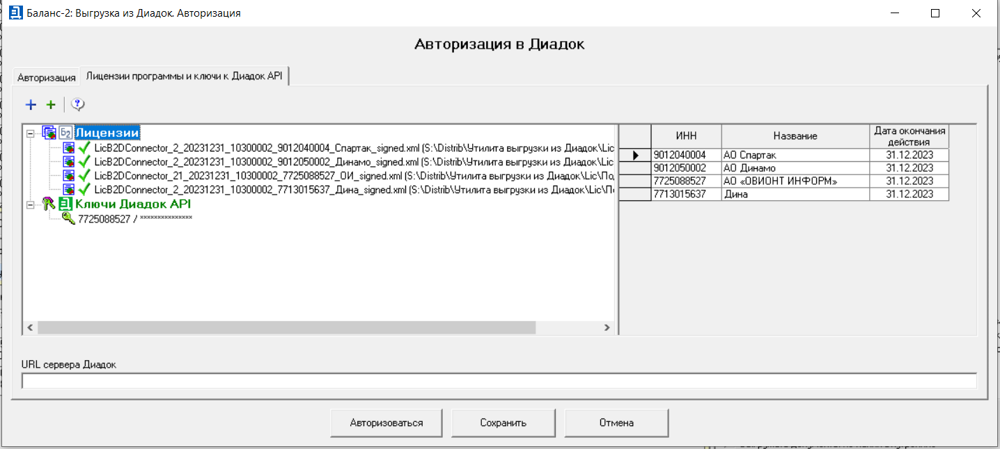 Баланс-2: Выгрузка из Диадок. Авторизация
Авторизация в Диадок
Авторизация
Лицензии программы и ключи к Диадок API
Б2 Лицензии
LicB2DConnector_2_20231231_10300002_9012040004_Спартак_signed.xml (S:\Distrib\Утилита выгрузки из Диадок\Lic
LicB2DConnector_2_20231231_10300002_9012050002_Динамо_signed.xml (S:\Distrib\Утилита выгрузки из Диадок\Lic
LicB2DConnector_21_20231231_10300002_7725088527_ОИ_signed.xml (S:\Distrib\Утилита выгрузки из Диадок\Lic\По
LicB2DConnector_2_20231231_10300002_7713015637_Дина_signed.xml (S:\Distrib\Утилита выгрузки из Диадок\Lic\П
Ключи Диадок API
7725088527 / ***************
ИНН Название Дата окончания
действия
9012040004 АО Спартак 31.12.2023
9012050002 АО Динамо 31.12.2023
7725088527 АО «ОВИОНТ ИНФОРМ» 31.12.2023
7713015637 Дина 31.12.2023
URL сервера Диадок
Авторизоваться Сохранить Отмена